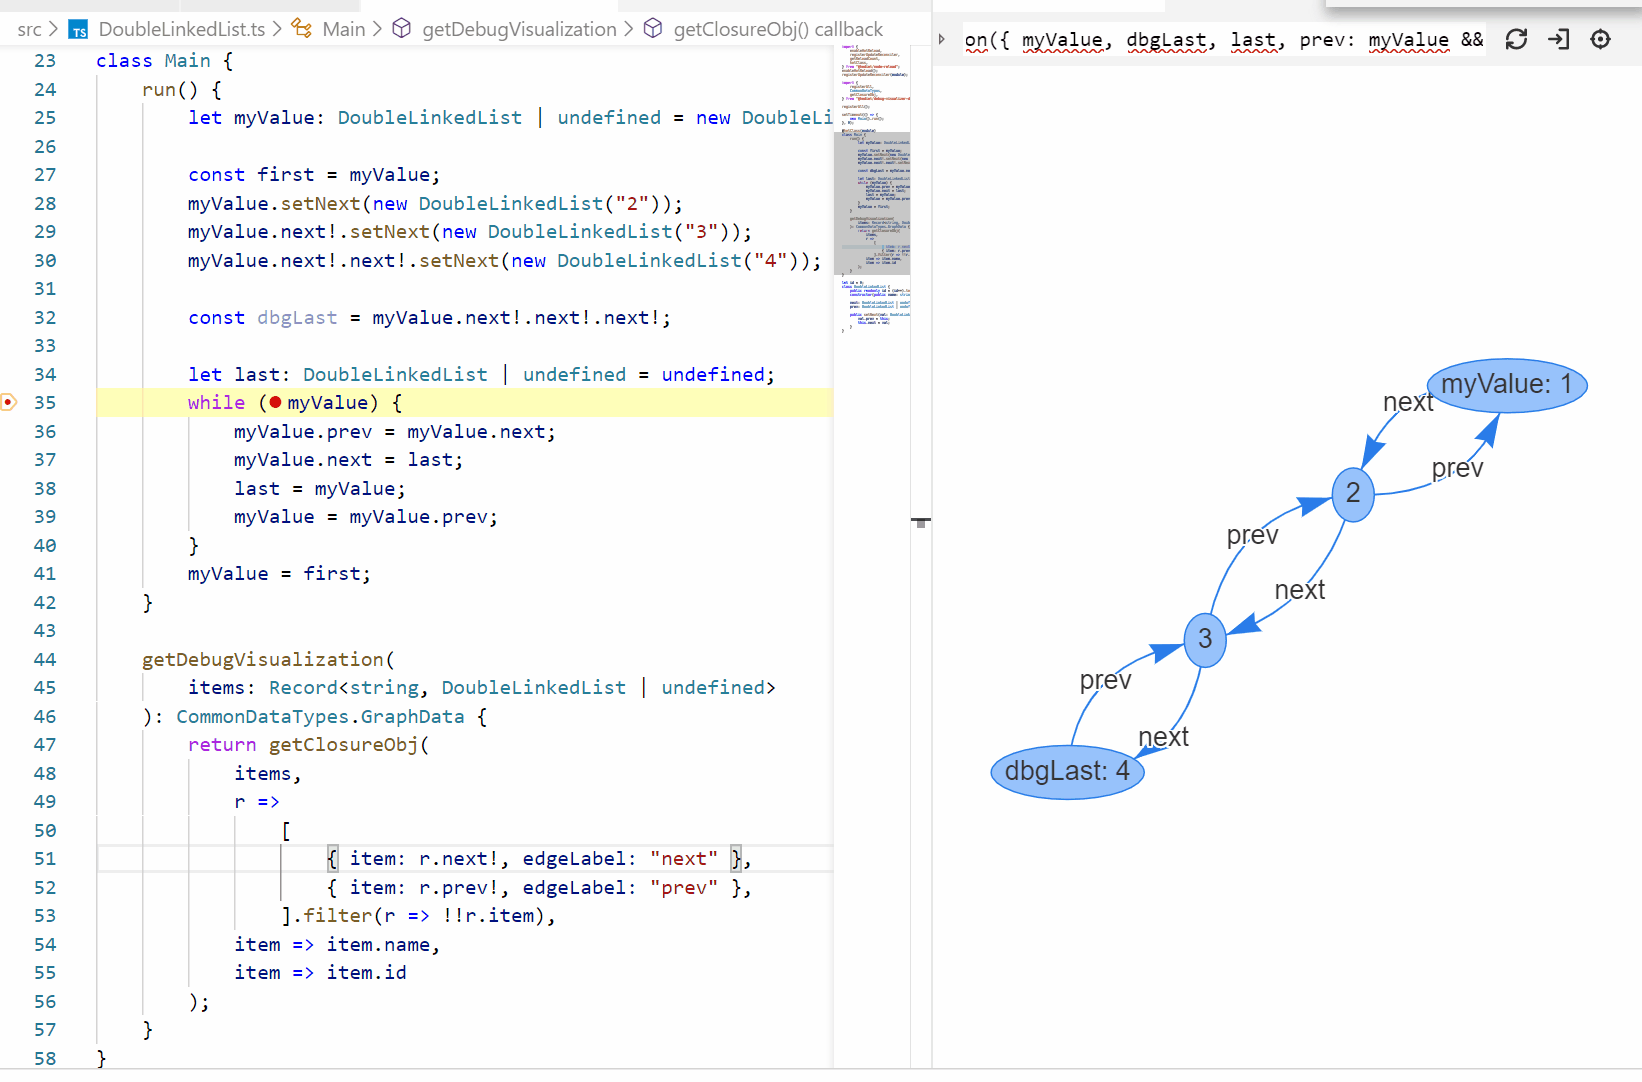 src > TS DoubleLinkedList.ts > Main > getDebugVisualization > getClosureObj() callback
23 class Main {
24 run() {
25 let myValue: DoubleLinkedList | undefined = new DoubleLi
26
27 const first = myValue;
28 myValue.setNext(new DoubleLinkedList("2"));
29 myValue.next!.setNext(new DoubleLinkedList("3"));
30 myValue.next!.next!.setNext(new DoubleLinkedList("4"));
31
32 const dbgLast = myValue.next!.next!.next!;
33
34 let last: DoubleLinkedList | undefined = undefined;
35 while (myValue) {
36 myValue.prev = myValue.next;
37 myValue.next = last;
38 last = myValue;
39 myValue = myValue.prev;
40 }
41 myValue = first;
42 }
43
44 getDebugVisualization(
45 items: Record<string, DoubleLinkedList | undefined>
46 ): CommonDataTypes.GraphData {
47 return getClosureObj(
48 items,
49 r =>
50 [
51 { item: r.next!, edgeLabel: "next" },
52 { item: r.prev!, edgeLabel: "prev" },
53 ].filter(r => !!r.item),
54 item => item.name,
55 item => item.id
56 );
57 }
58 }
on({ myValue, dbgLast, last, prev: myValue &&
myValue: 1
next
prev
2
prev
next
3
prev
next
dbgLast: 4